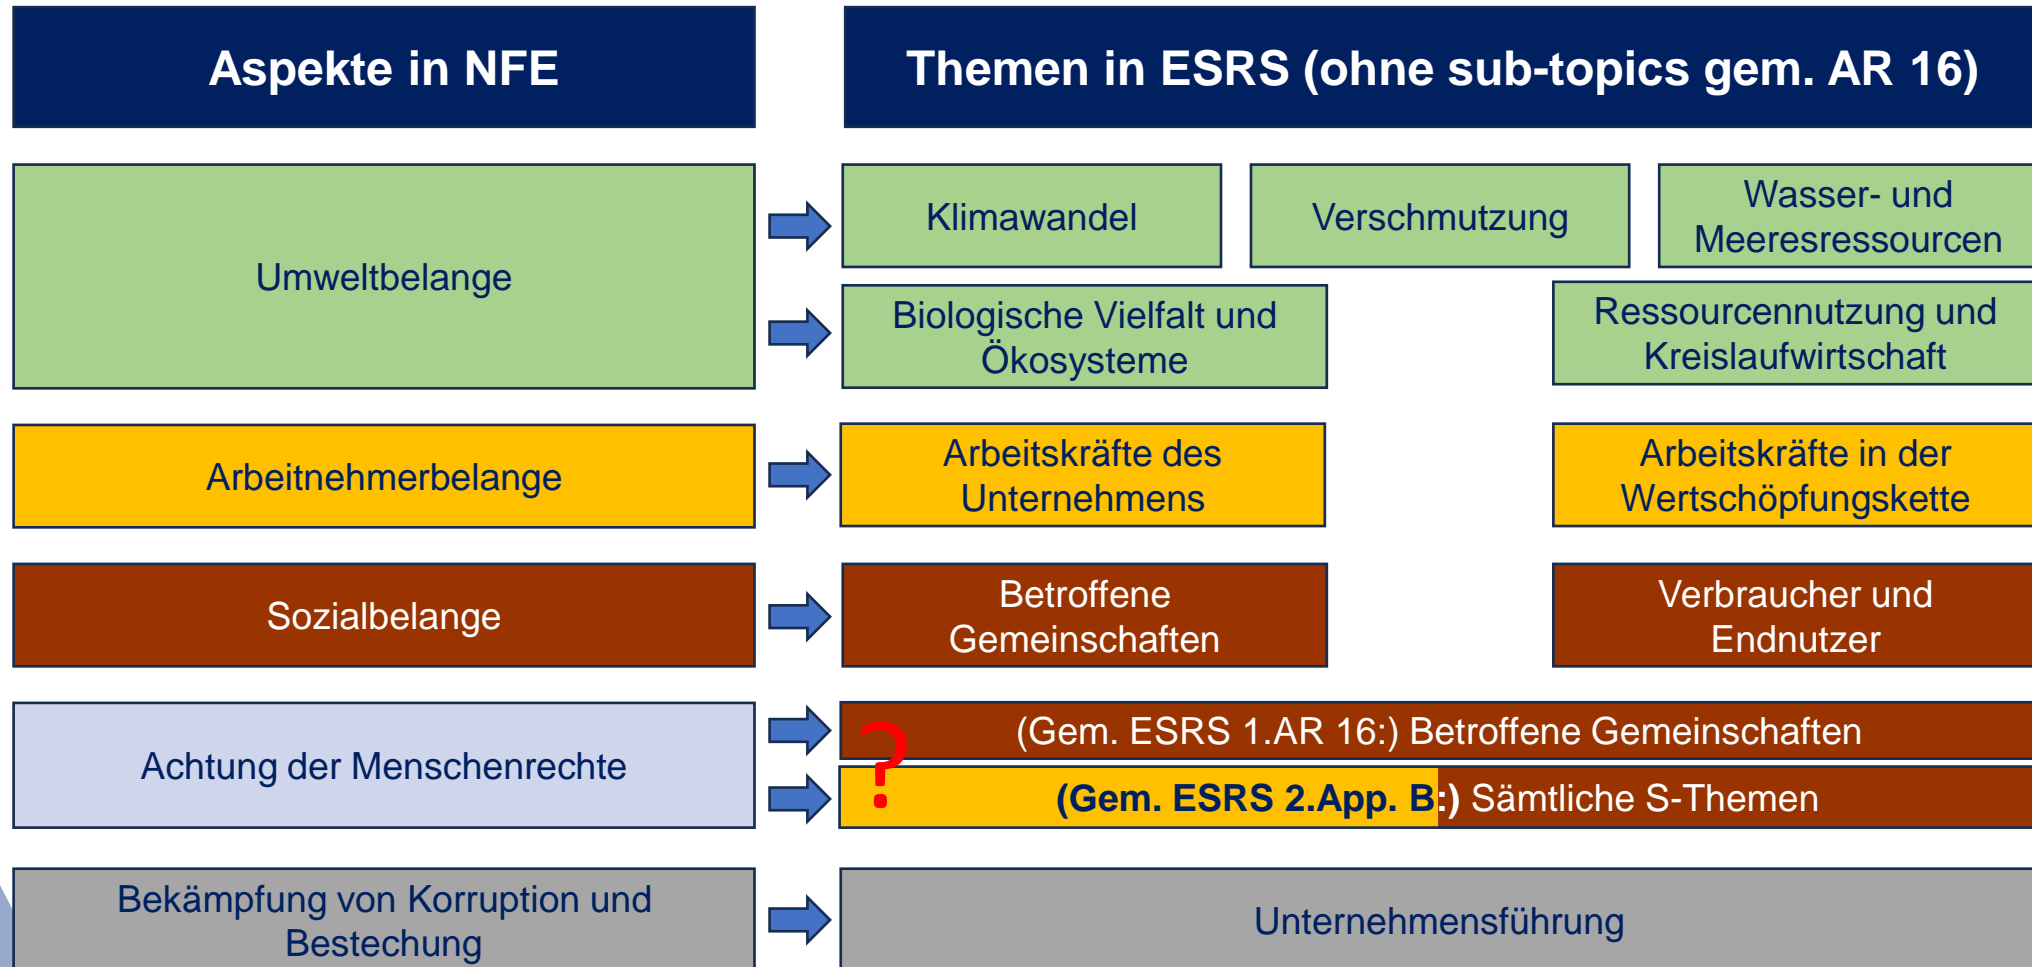 Aspekte in NFE
Themen in ESRS (ohne sub-topics gem. AR 16)
Umweltbelange
Klimawandel
Verschmutzung
Wasser- und
Meeresressourcen
Biologische Vielfalt und
Ökosysteme
Ressourcennutzung und
Kreislaufwirtschaft
Arbeitnehmerbelange
Arbeitskräfte des
Unternehmens
Arbeitskräfte in der
Wertschöpfungskette
Sozialbelange
Betroffene
Gemeinschaften
Verbraucher und
Endnutzer
Achtung der Menschenrechte
?
(Gem. ESRS 1.AR 16:) Betroffene Gemeinschaften
(Gem. ESRS 2.App. B:) Sämtliche S-Themen
Bekämpfung von Korruption und
Bestechung
Unternehmensführung